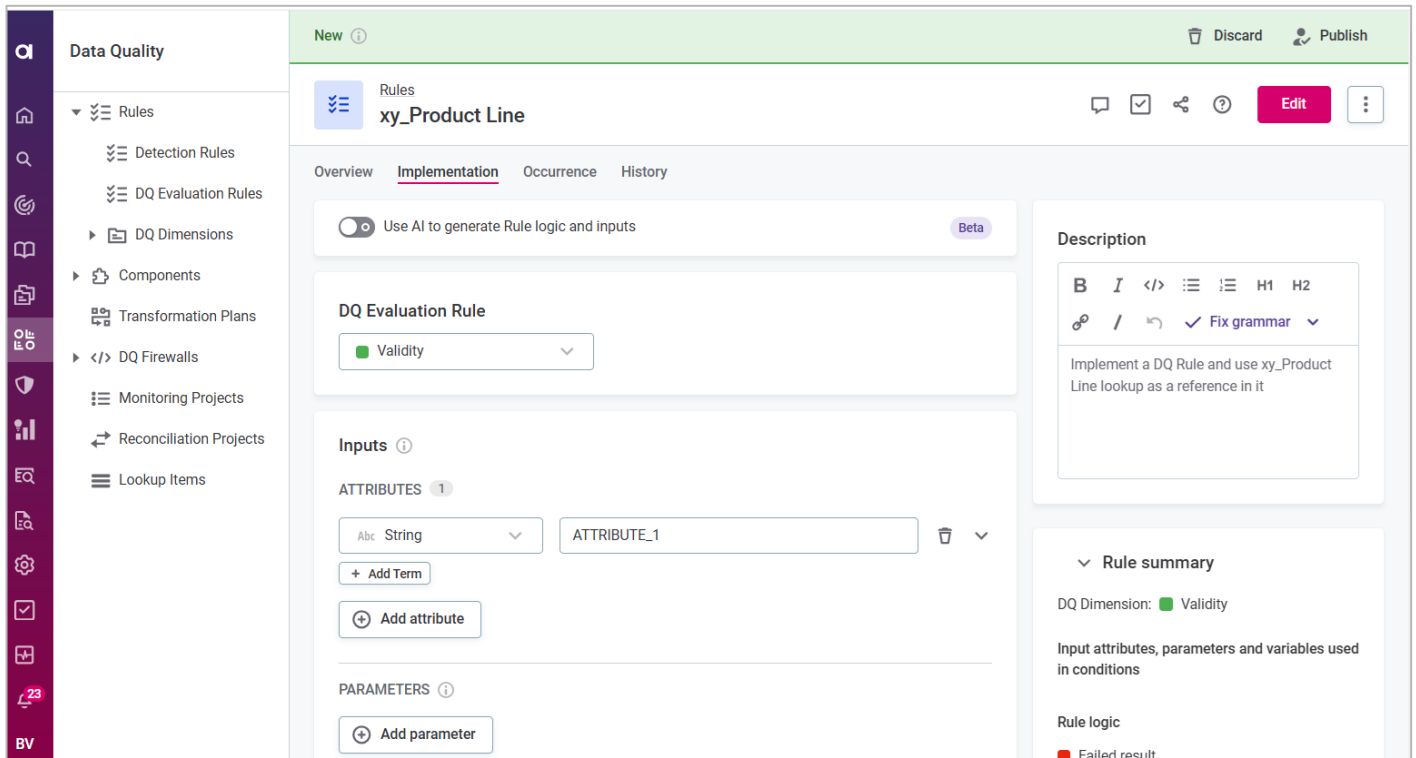 Data Quality
Rules
Detection Rules
DQ Evaluation Rules
DQ Dimensions
Components
Transformation Plans
DQ Firewalls
Monitoring Projects
Reconciliation Projects
Lookup Items
23
BV
New
Discard
Publish
Rules
xy_Product Line
Edit
Overview
Implementation
Occurrence
History
Use AI to generate Rule logic and inputs
Beta
DQ Evaluation Rule
Validity
Inputs
ATTRIBUTES 1
Abc String
ATTRIBUTE_1
+ Add Term
Add attribute
PARAMETERS
Add parameter
Description
B I </> H1 H2
Fix grammar
Implement a DQ Rule and use xy_Product
Line lookup as a reference in it
Rule summary
DQ Dimension: Validity
Input attributes, parameters and variables used
in conditions
Rule logic
Failed result